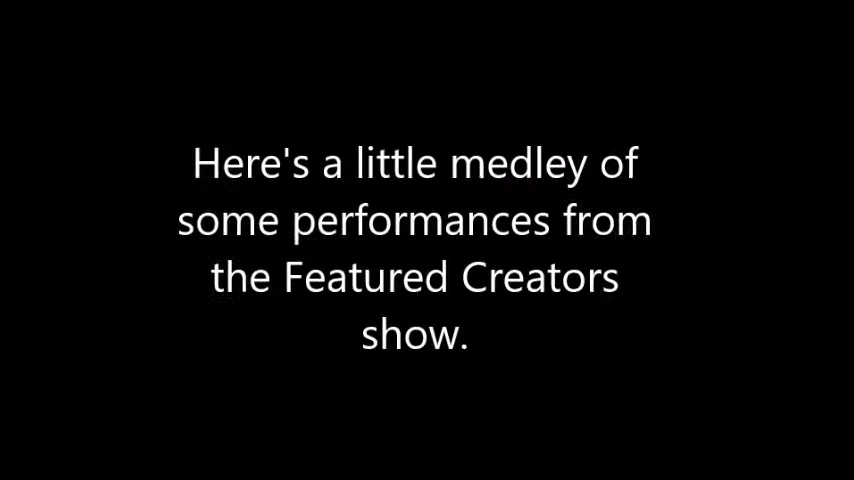 Here's a little medley of
some performances from
the Featured Creators
show.